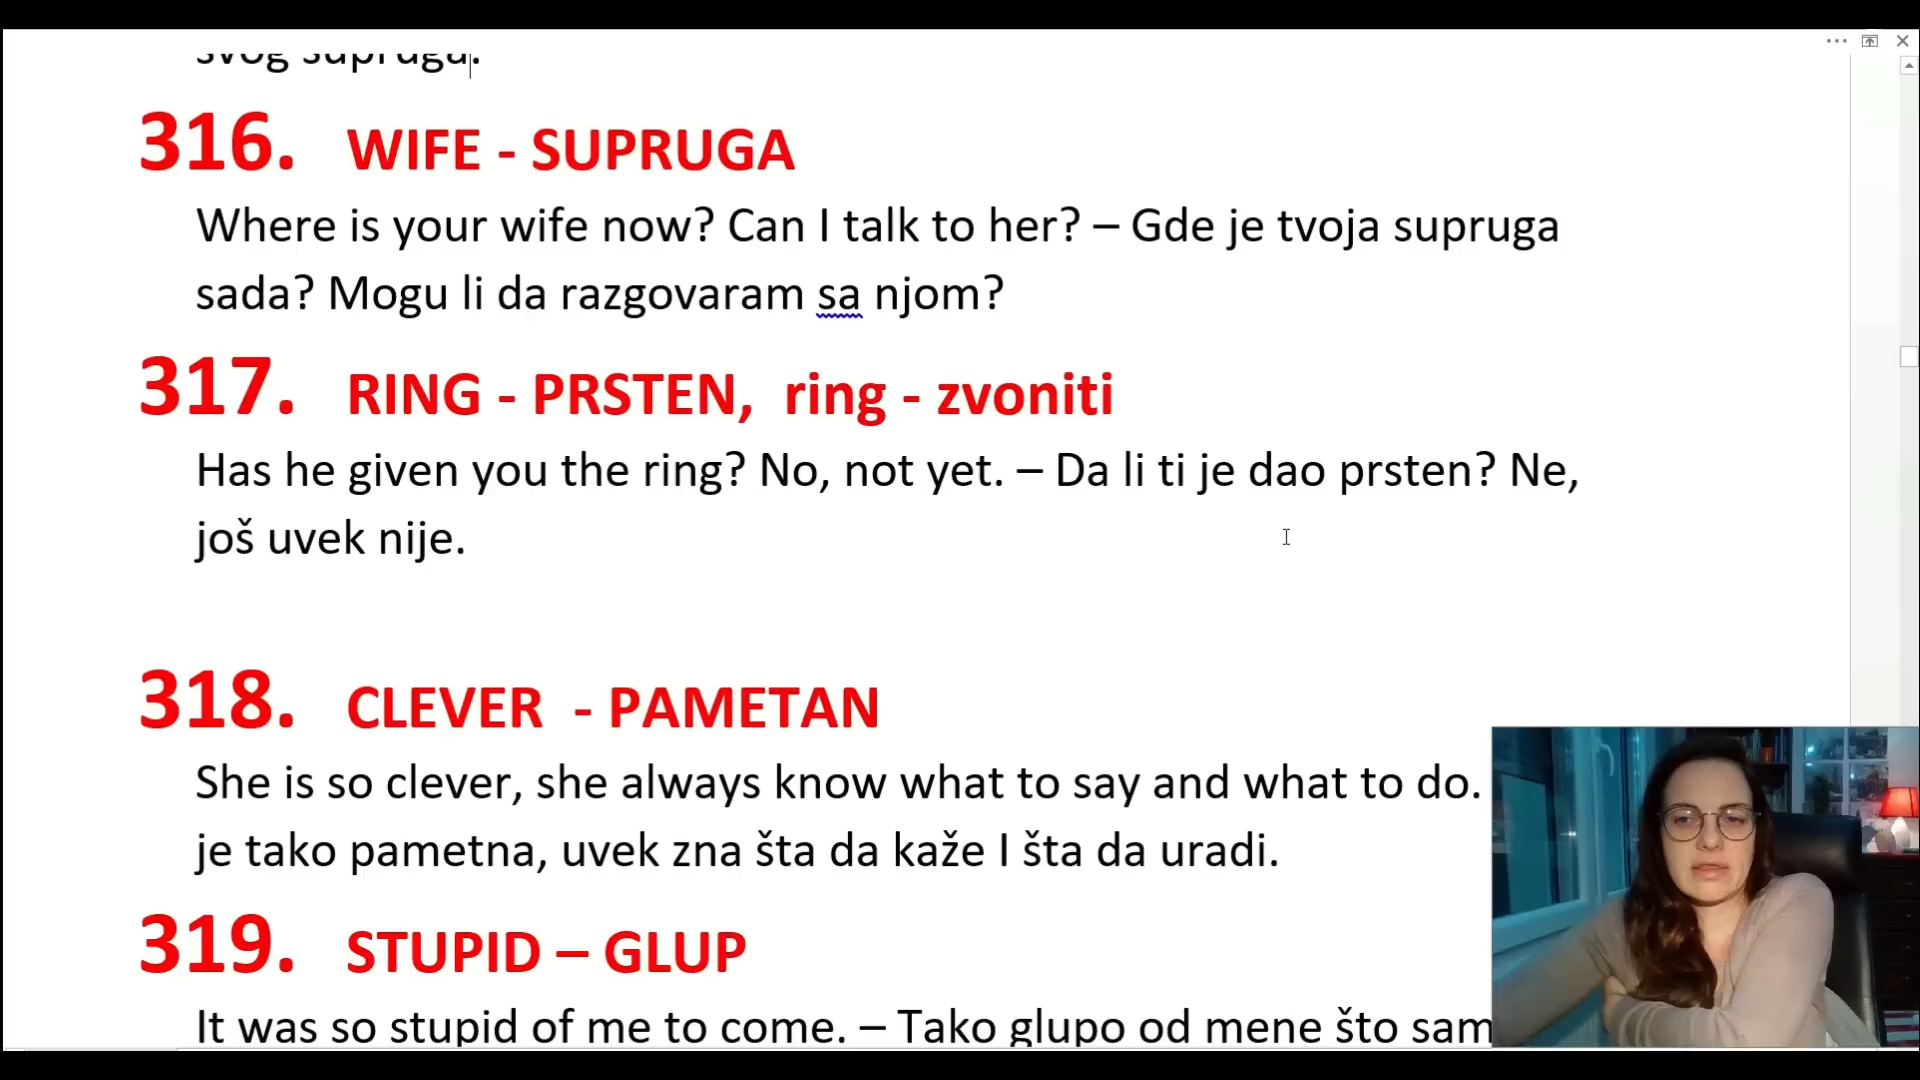 svog supruga.
316. WIFE - SUPRUGA
Where is your wife now? Can I talk to her? – Gde je tvoja supruga
sada? Mogu li da razgovaram sa njom?
317. RING - PRSTEN, ring - zvoniti
Has he given you the ring? No, not yet. – Da li ti je dao prsten? Ne,
još uvek nije.
318. CLEVER - PAMETAN
She is so clever, she always know what to say and what to do.
je tako pametna, uvek zna šta da kaže I šta da uradi.
319. STUPID – GLUP
It was so stupid of me to come. – Tako glupo od mene što sam